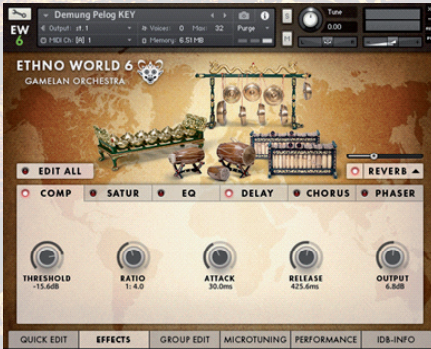 Demung Pelog KEY
EW
6
Output: st. 1
Voices: 0 Max: 32 Purge
MIDI Ch: [A] 1
Memory: 6.51 MB
S
M
Tune
0.00
ETHNO WORLD 6
GAMELAN ORCHESTRA
EDIT ALL
REVERB
COMP SATUR EQ DELAY CHORUS PHASER
THRESHOLD RATIO ATTACK RELEASE OUTPUT
-15.6dB 1: 4.0 30.0ms 425.6ms 6.8dB
QUICK EDIT EFFECTS GROUP EDIT MICROTUNING PERFORMANCE IDB-INFO